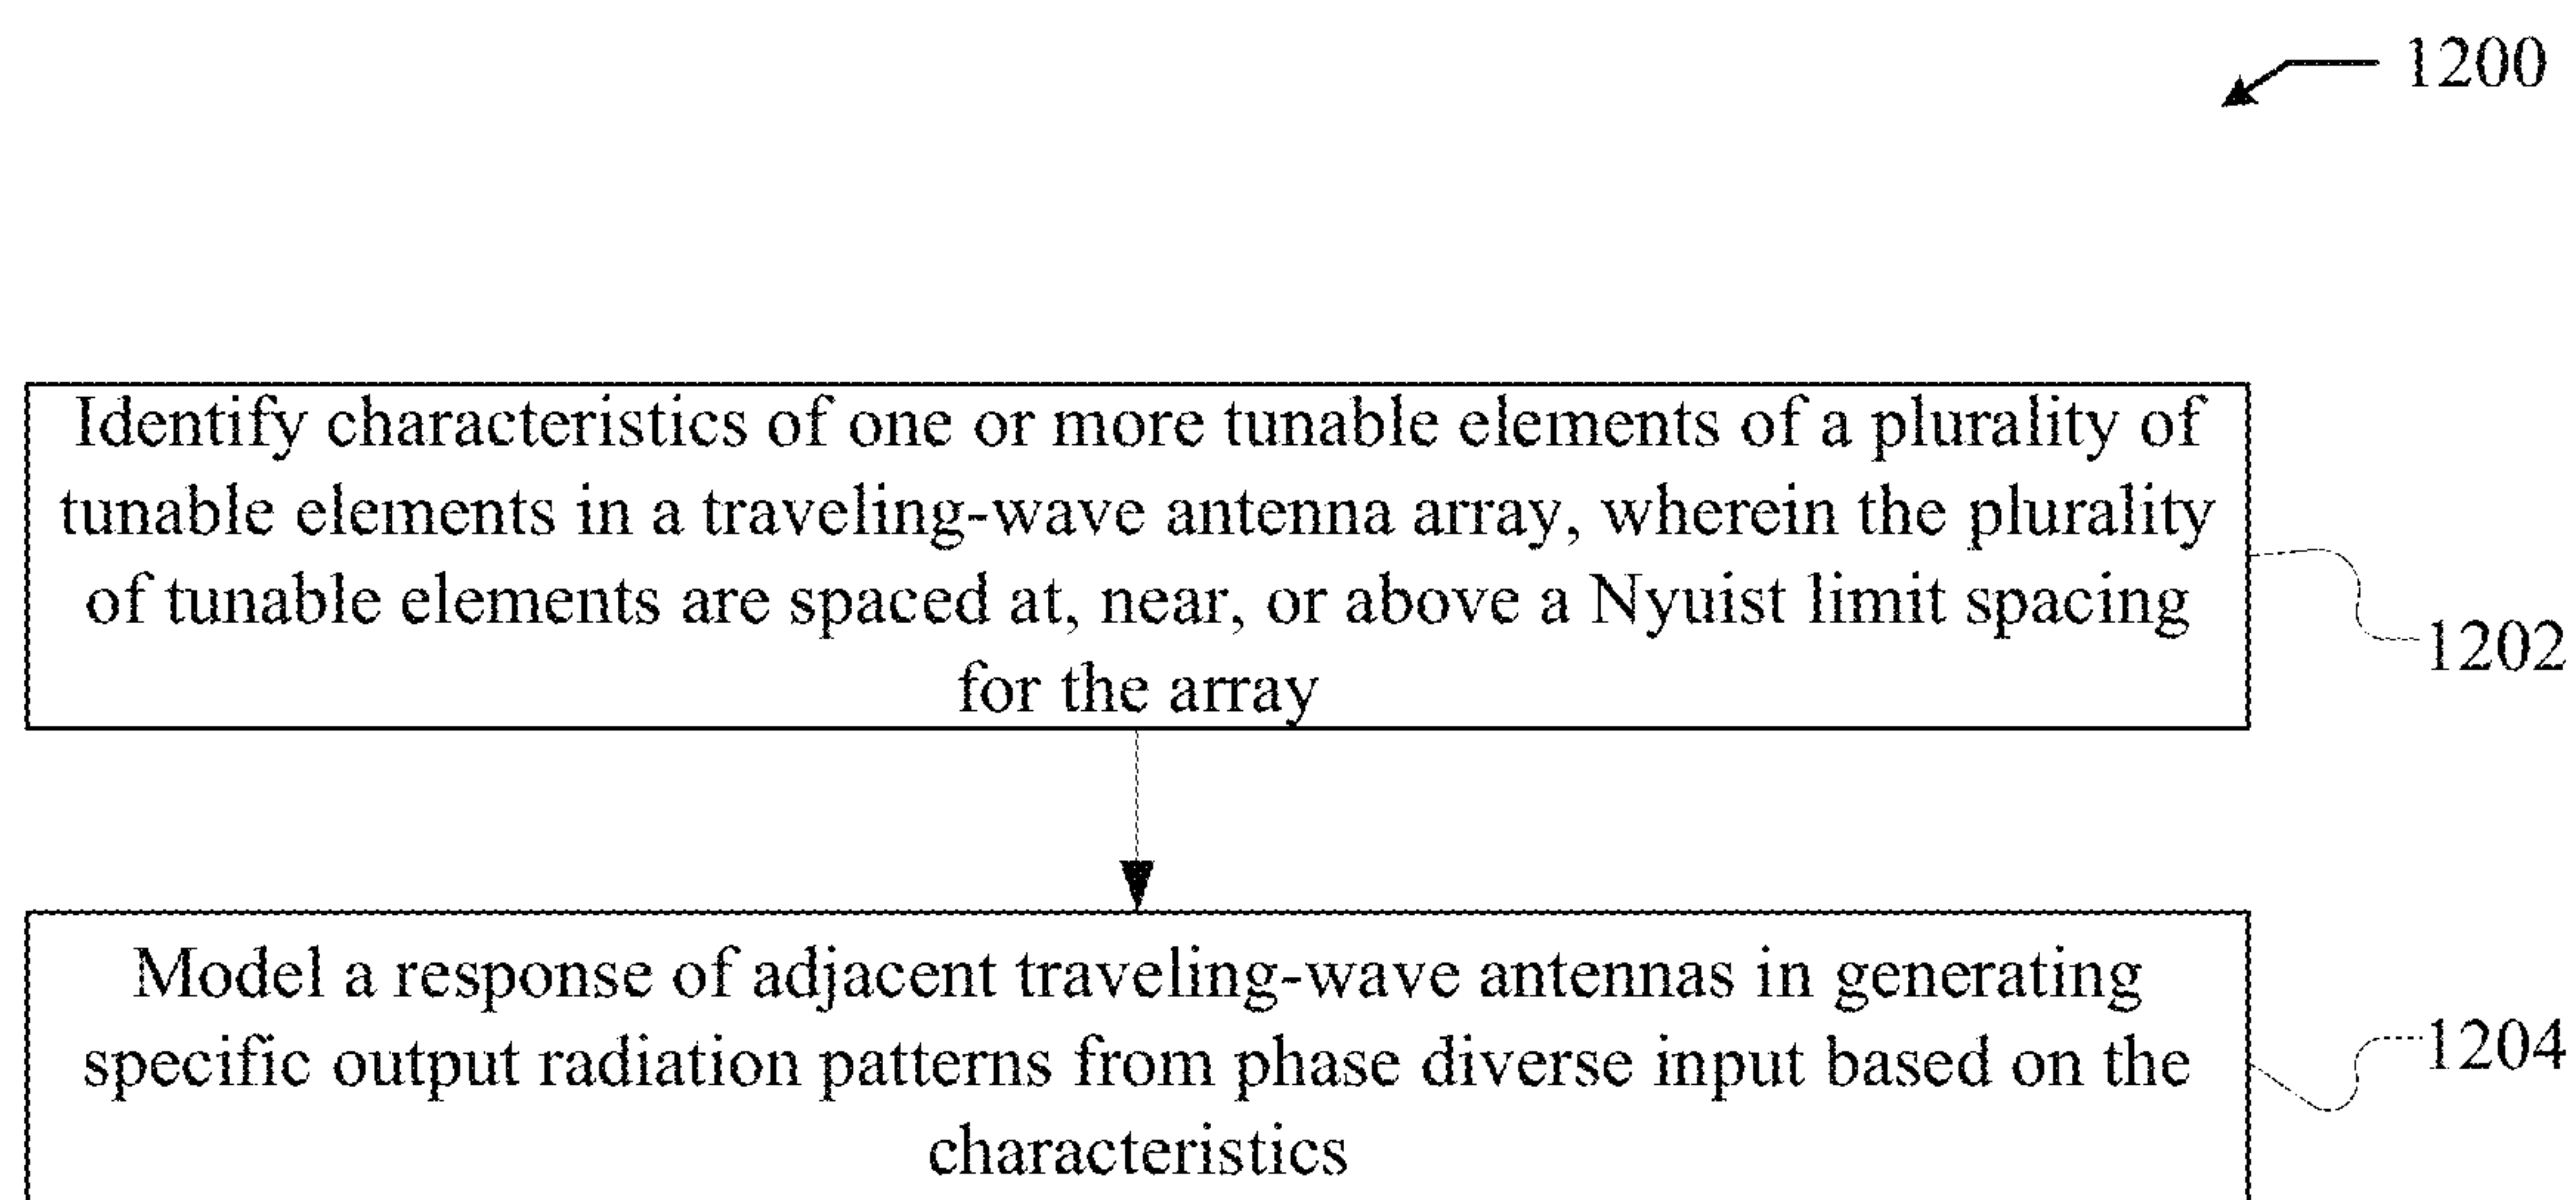 1200
Identify characteristics of one or more tunable elements of a plurality of
tunable elements in a traveling-wave antenna array, wherein the plurality
of tunable elements are spaced at, near, or above a Nyuist limit spacing
for the array
1202
Model a response of adjacent traveling-wave antennas in generating
specific output radiation patterns from phase diverse input based on the
characteristics
1204